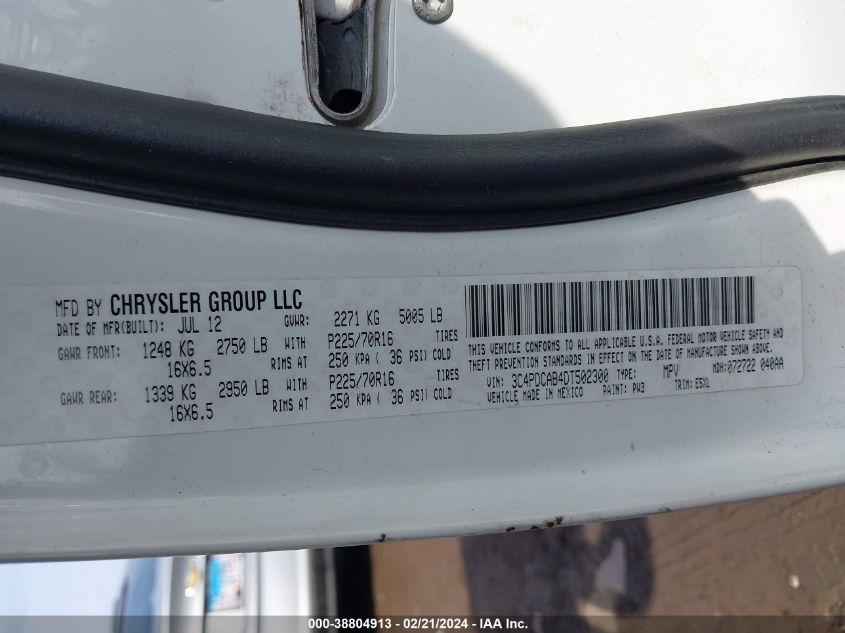 MFD BY CHRYSLER GROUP LLC
DATE OF MFR(BUILT): JUL 12 GVWR: 2271 KG 5005 LB
GAWR FRONT: 1248 KG 2750 LB WITH P225/70R16 TIRES
16X6.5 RIMS AT 250 KPA ( 36 PSI) COLD
GAWR REAR: 1339 KG 2950 LB WITH P225/70R16 TIRES
16X6.5 RIMS AT 250 KPA ( 36 PSI) COLD
THIS VEHICLE CONFORMS TO ALL APPLICABLE U.S.A. FEDERAL MOTOR VEHICLE SAFETY AND
THEFT PREVENTION STANDARDS IN EFFECT ON THE DATE OF MANUFACTURE SHOWN ABOVE.
VIN: 3C4PDCAB4DT502300 TYPE: MPV MDH:072722 040AA
VEHICLE MADE IN MEXICO PAINT: PW3 TRIM: E5XL
000-38804913 - 02/21/2024 - IAA Inc.